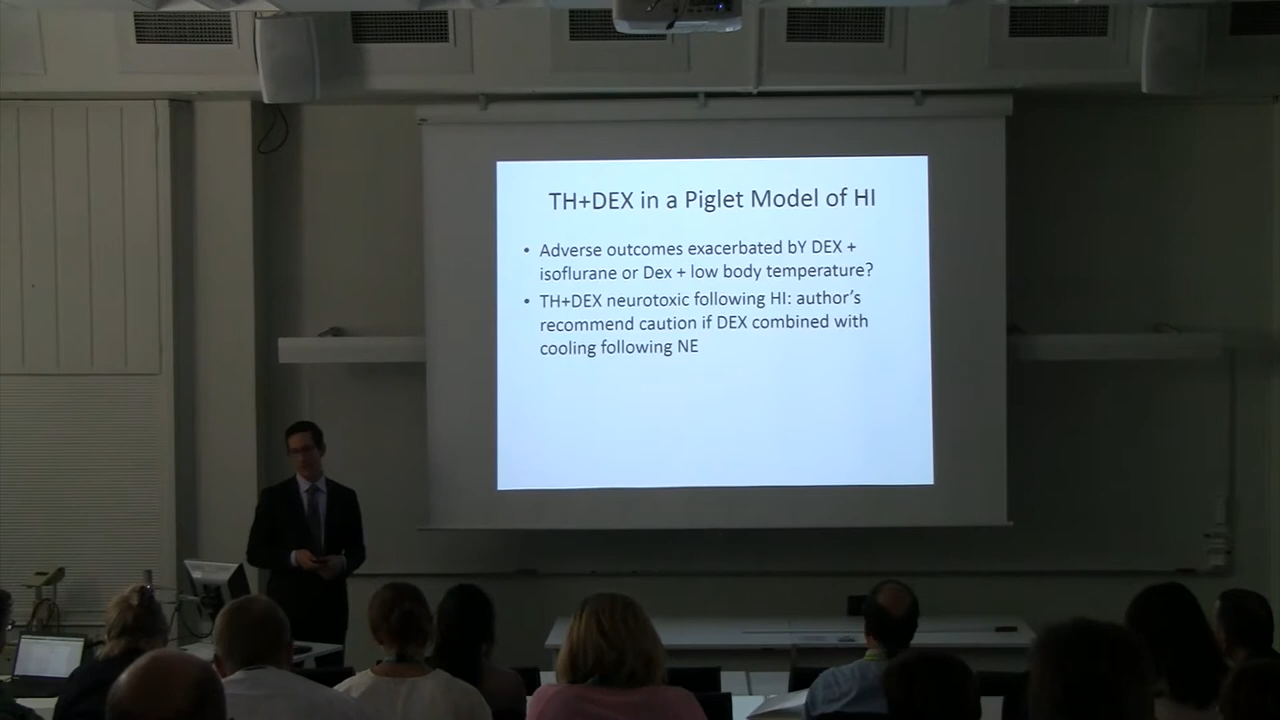 TH+DEX in a Piglet Model of HI
• Adverse outcomes exacerbated bY DEX +
isoflurane or Dex + low body temperature?
• TH+DEX neurotoxic following HI: author's
recommend caution if DEX combined with
cooling following NE